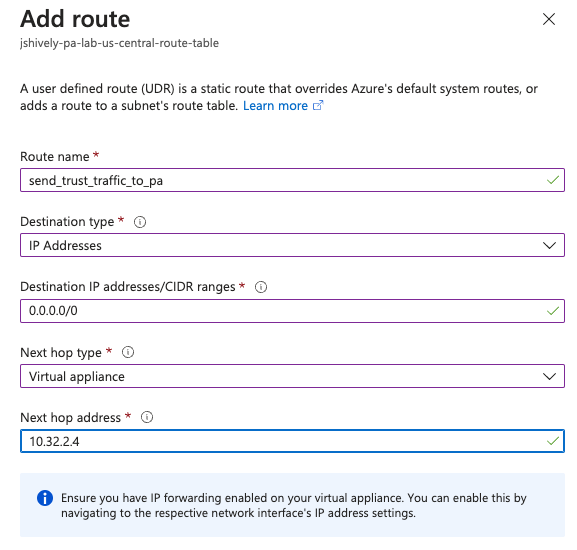 Add route
jshively-pa-lab-us-central-route-table
A user defined route (UDR) is a static route that overrides Azure's default system routes, or
adds a route to a subnet's route table. Learn more
Route name *
send_trust_traffic_to_pa
Destination type *
IP Addresses
Destination IP addresses/CIDR ranges *
0.0.0.0/0
Next hop type *
Virtual appliance
Next hop address *
10.32.2.4
Ensure you have IP forwarding enabled on your virtual appliance. You can enable this by
navigating to the respective network interface's IP address settings.